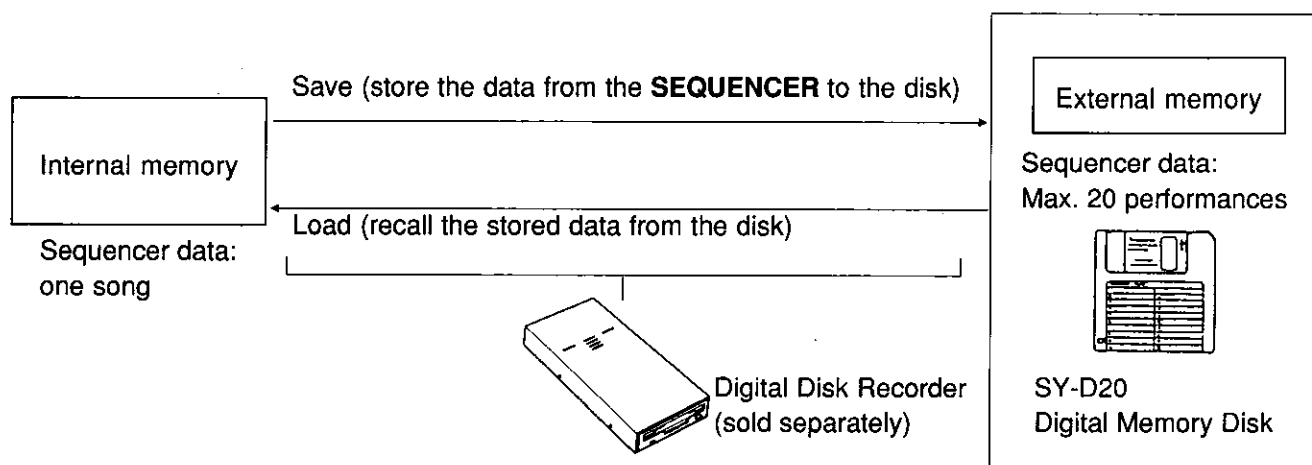 Save (store the data from the SEQUENCER to the disk)
External memory
Internal memory
Sequencer data:
Max. 20 performances
Load (recall the stored data from the disk)
Sequencer data:
one song
Digital Disk Recorder
(sold separately)
SY-D20
Digital Memory Disk